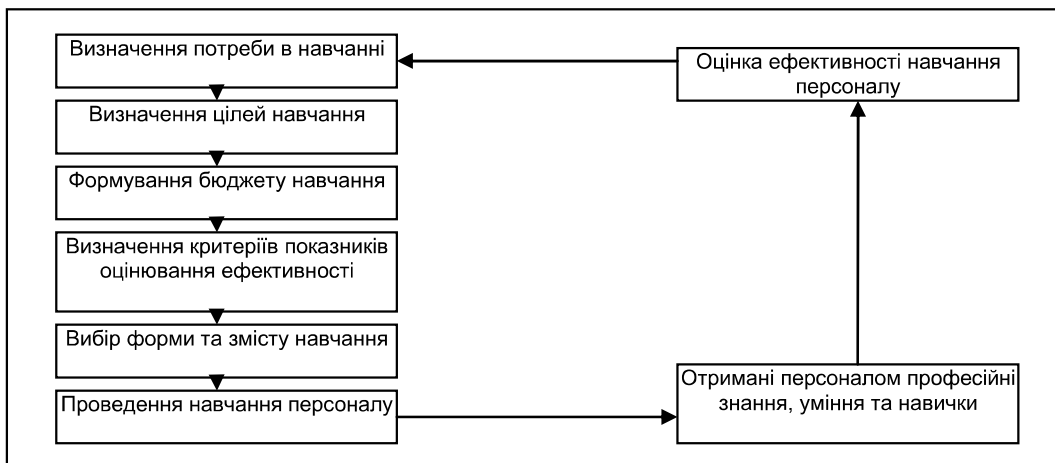 Визначення потреби в навчанні
Визначення цілей навчання
Формування бюджету навчання
Визначення критеріїв показників
оцінювання ефективності
Вибір форми та змісту навчання
Проведення навчання персоналу
Отримані персоналом професійні
знання, уміння та навички
Оцінка ефективності навчання
персоналу